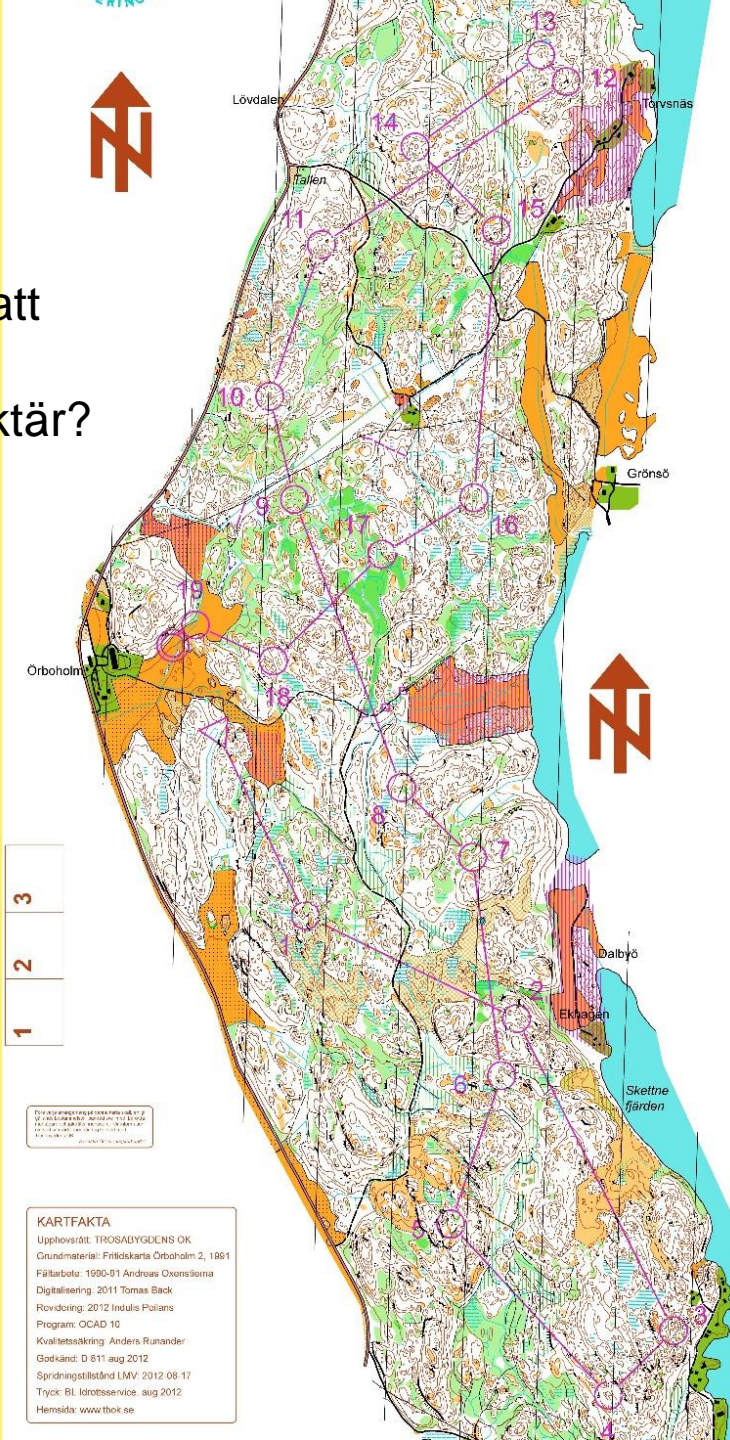 ERING
N
13
12
Lövdalen
Torvsnäs
14
Tallen
15
11
att
10
ktär?
Grönsö
9
16
17
19
Örboholm
18
N
8
7
3
2
1
1
Dalbyö
2
Ekhagen
6
Skettne
fjärden
5
3
4
KARTFAKTA
Upphovsrätt: TROSABYGDENS OK
Grundmaterial: Fritidskarta Örboholm 2, 1991
Fältarbete: 1990-91 Andreas Oxenstierna
Digitalisering: 2011 Tomas Back
Revidering: 2012 Indulis Peilans
Program: OCAD 10
Kvalitetssäkring: Anders Runander
Godkänd: D 811 aug 2012
Spridningstillstånd LMV: 2012-08-17
Tryck: BL Idrottsservice, aug 2012
Hemsida: www.tbok.se